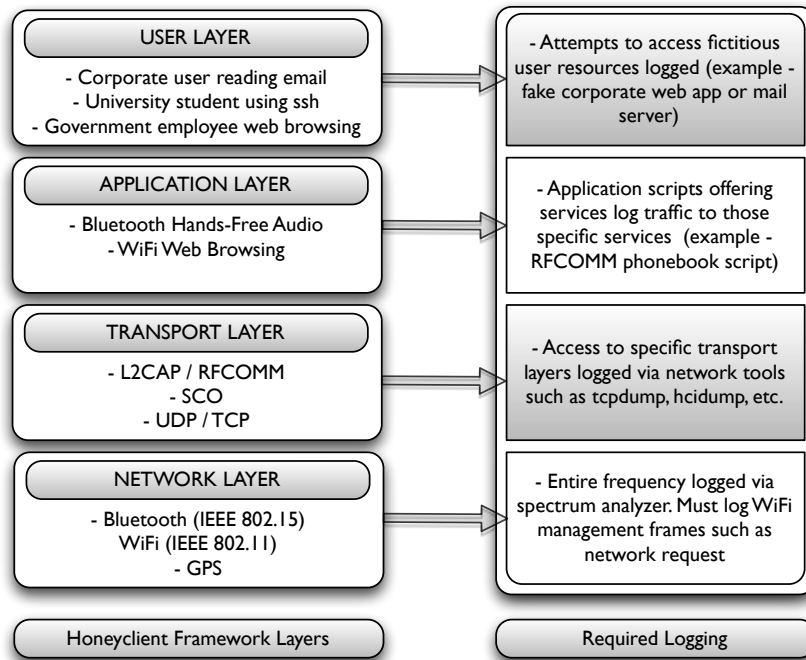 USER LAYER
- Corporate user reading email
- University student using ssh
- Government employee web browsing
- Attempts to access fictitious
user resources logged (example -
fake corporate web app or mail
server)
APPLICATION LAYER
- Bluetooth Hands-Free Audio
- WiFi Web Browsing
- Application scripts offering
services log traffic to those
specific services (example -
RFCOMM phonebook script)
TRANSPORT LAYER
- L2CAP / RFCOMM
- SCO
- UDP / TCP
- Access to specific transport
layers logged via network tools
such as tcpdump, hcidump, etc.
NETWORK LAYER
- Bluetooth (IEEE 802.15)
WiFi (IEEE 802.11)
- GPS
- Entire frequency logged via
spectrum analyzer. Must log WiFi
management frames such as
network request
Honeyclient Framework Layers
Required Logging